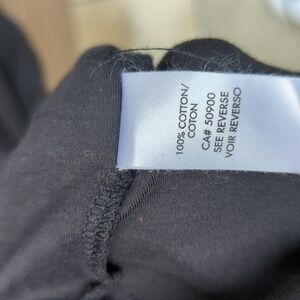 100% COTTON/
COTON
CA# 50900
SEE REVERSE
VOIR REVERSO